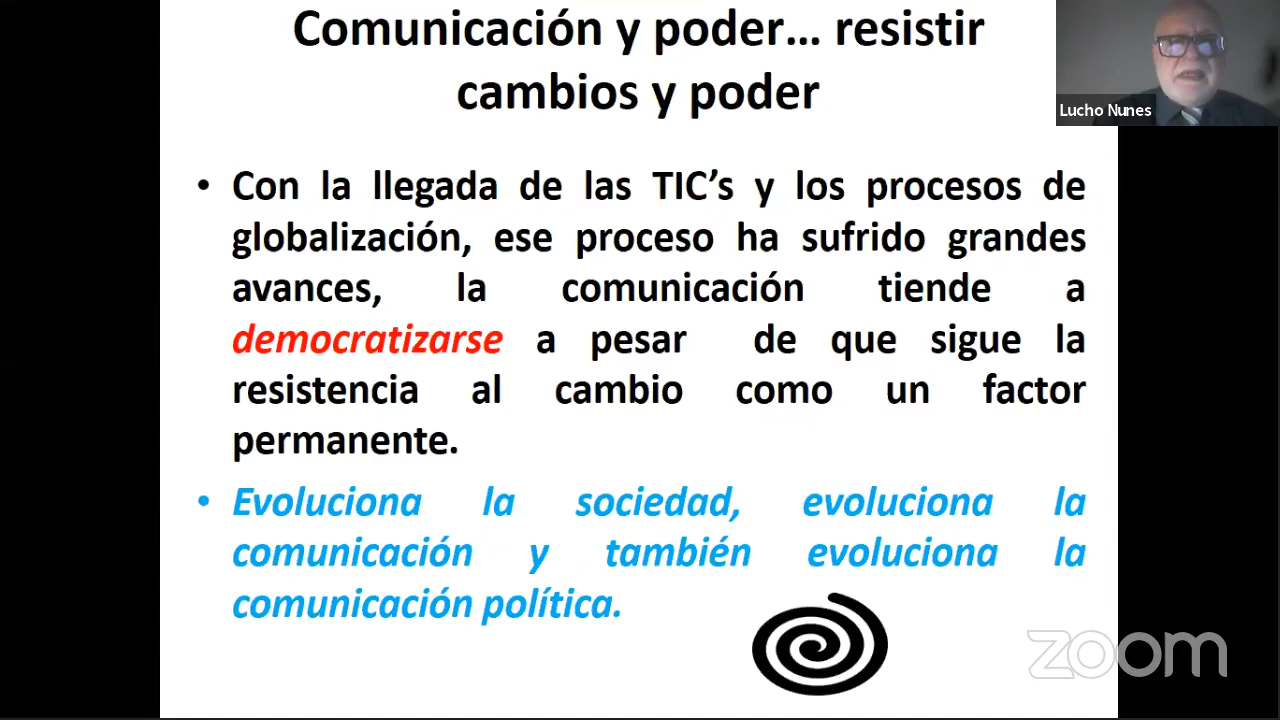 Comunicación y poder… resistir
cambios y poder
Lucho Nunes
• Con la llegada de las TIC’s y los procesos de
globalización, ese proceso ha sufrido grandes
avances, la comunicación tiende a
democratizarse a pesar de que sigue la
resistencia al cambio como un factor
permanente.
• Evoluciona la sociedad, evoluciona la
comunicación y también evoluciona la
comunicación política.
zoom